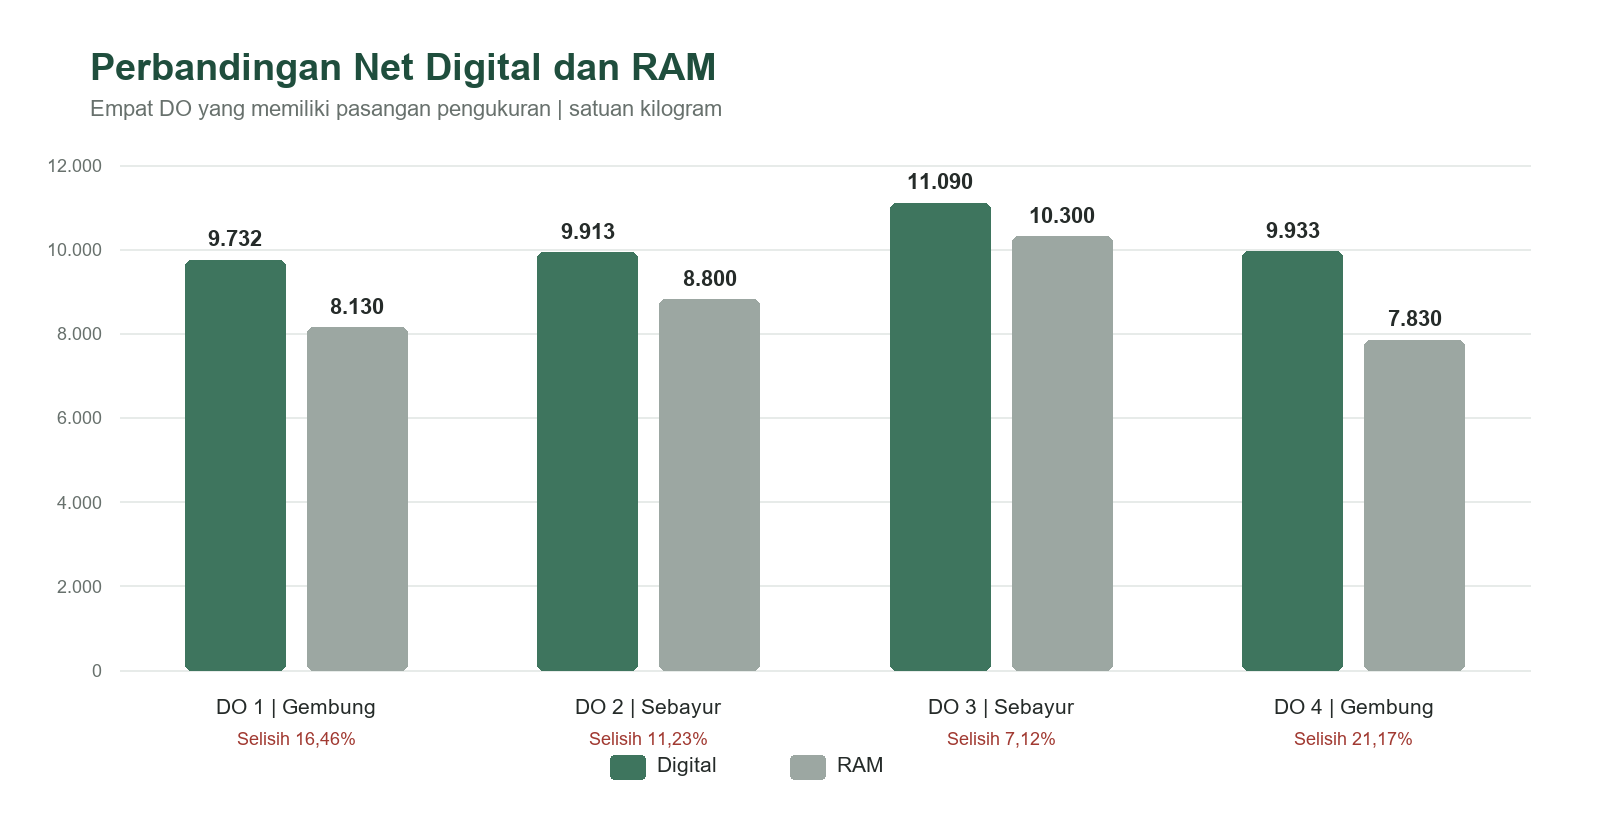 Perbandingan Net Digital dan RAM
Empat DO yang memiliki pasangan pengukuran | satuan kilogram
12.000
10.000
8.000
6.000
4.000
2.000
0
9.732
8.130
9.913
8.800
11.090
10.300
9.933
7.830
DO 1 | Gembung
DO 2 | Sebayur
DO 3 | Sebayur
DO 4 | Gembung
Selisih 16,46%
Selisih 11,23%
Selisih 7,12%
Selisih 21,17%
Digital
RAM